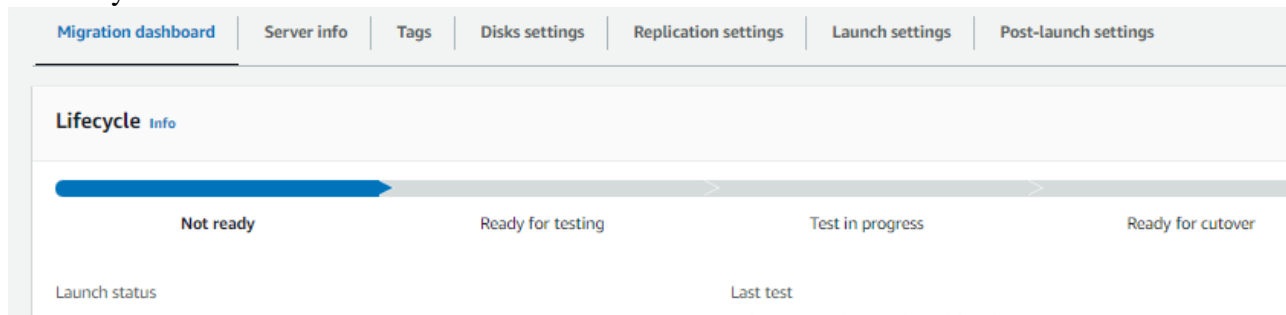 Migration dashboard Server info Tags Disks settings Replication settings Launch settings Post-launch settings
Lifecycle Info
Not ready Ready for testing Test in progress Ready for cutover
Launch status Last test